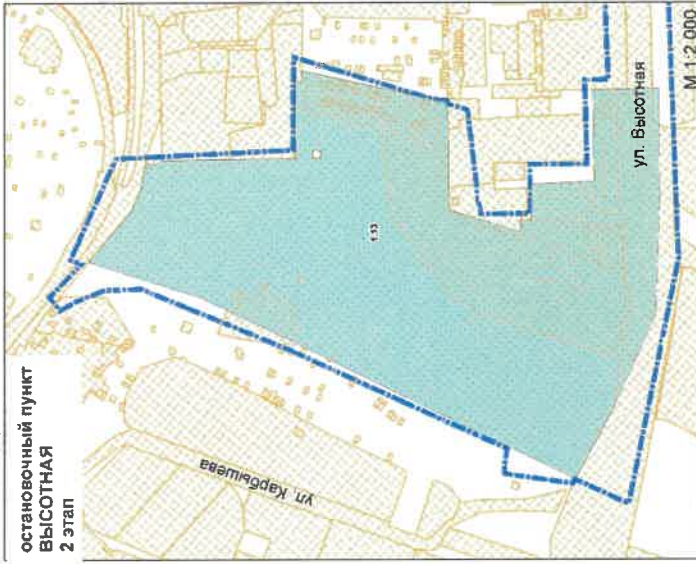 остановочный пункт
ВЫСОТНАЯ
2 этап
1.13
ул. Карбышева
ул. Высотная
М 1:2 000